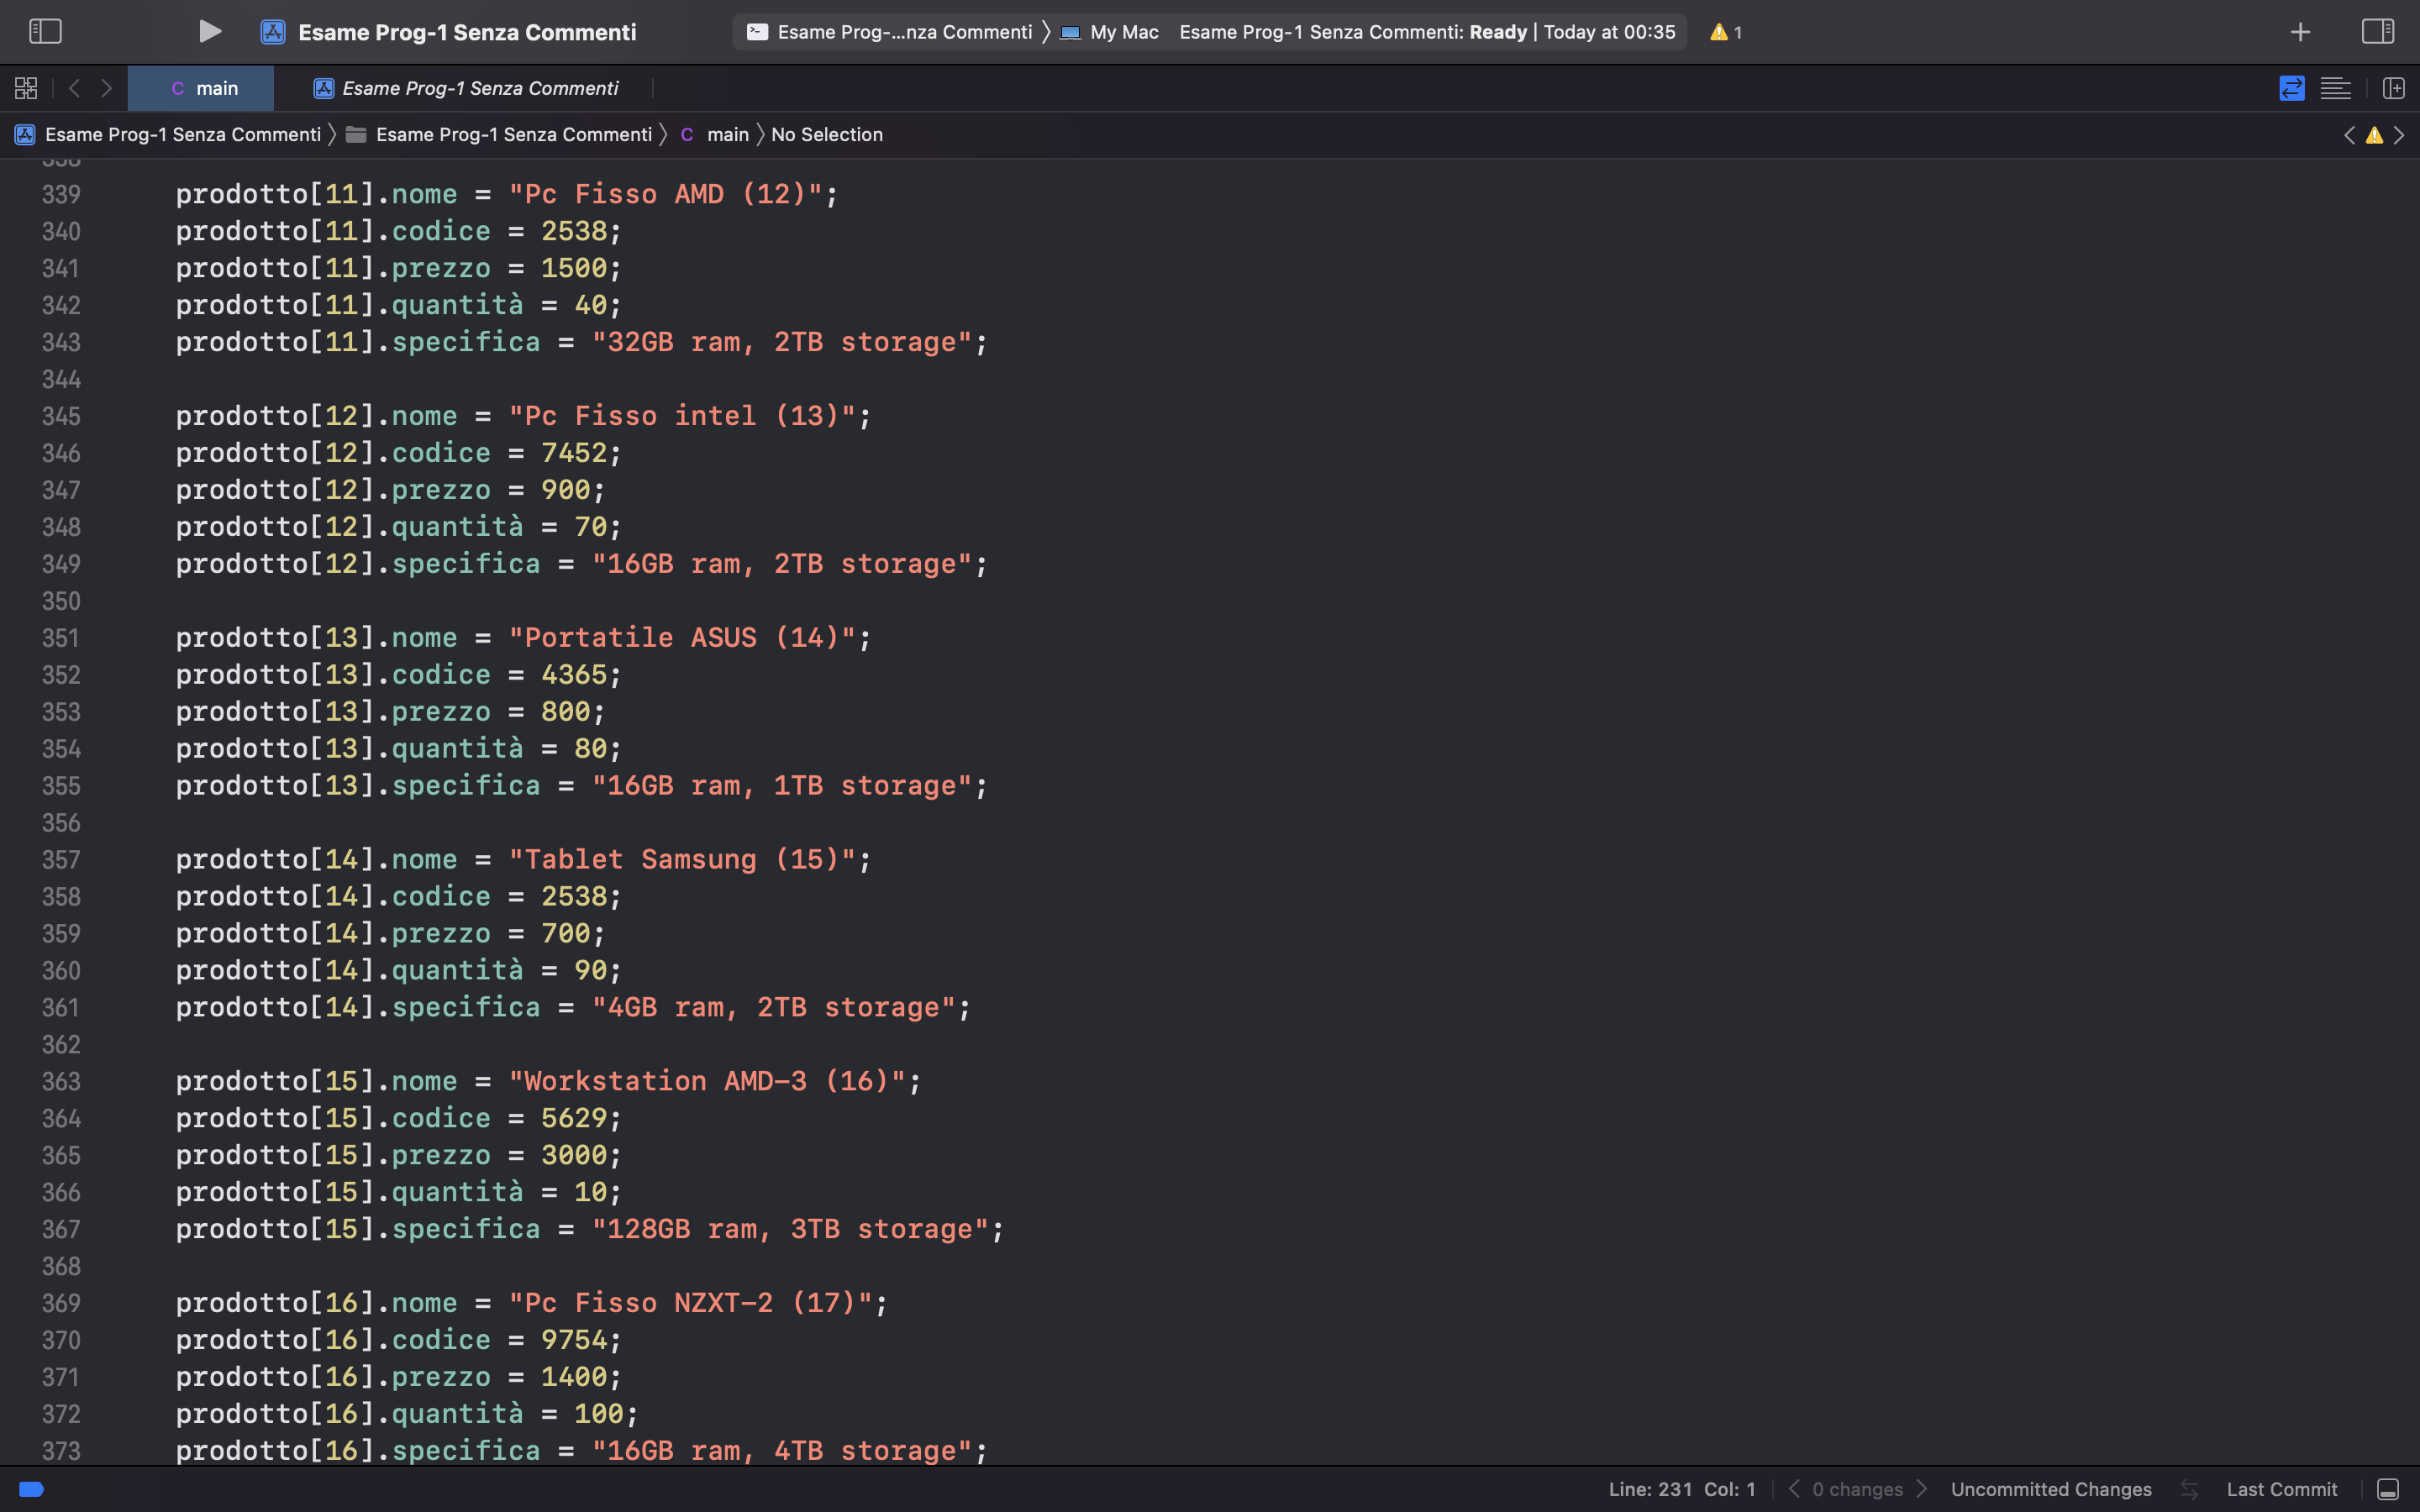 Esame Prog-1 Senza Commenti
Esame Prog-...nza Commenti 〉 My Mac Esame Prog-1 Senza Commenti: Ready | Today at 00:35 1
C main Esame Prog-1 Senza Commenti
Esame Prog-1 Senza Commenti 〉 Esame Prog-1 Senza Commenti 〉 C main 〉 No Selection
338
339 prodotto[11].nome = "Pc Fisso AMD (12)";
340 prodotto[11].codice = 2538;
341 prodotto[11].prezzo = 1500;
342 prodotto[11].quantità = 40;
343 prodotto[11].specifica = "32GB ram, 2TB storage";
344
345 prodotto[12].nome = "Pc Fisso intel (13)";
346 prodotto[12].codice = 7452;
347 prodotto[12].prezzo = 900;
348 prodotto[12].quantità = 70;
349 prodotto[12].specifica = "16GB ram, 2TB storage";
350
351 prodotto[13].nome = "Portatile ASUS (14)";
352 prodotto[13].codice = 4365;
353 prodotto[13].prezzo = 800;
354 prodotto[13].quantità = 80;
355 prodotto[13].specifica = "16GB ram, 1TB storage";
356
357 prodotto[14].nome = "Tablet Samsung (15)";
358 prodotto[14].codice = 2538;
359 prodotto[14].prezzo = 700;
360 prodotto[14].quantità = 90;
361 prodotto[14].specifica = "4GB ram, 2TB storage";
362
363 prodotto[15].nome = "Workstation AMD-3 (16)";
364 prodotto[15].codice = 5629;
365 prodotto[15].prezzo = 3000;
366 prodotto[15].quantità = 10;
367 prodotto[15].specifica = "128GB ram, 3TB storage";
368
369 prodotto[16].nome = "Pc Fisso NZXT-2 (17)";
370 prodotto[16].codice = 9754;
371 prodotto[16].prezzo = 1400;
372 prodotto[16].quantità = 100;
373 prodotto[16].specifica = "16GB ram, 4TB storage";
Line: 231 Col: 1 0 changes Uncommitted Changes Last Commit